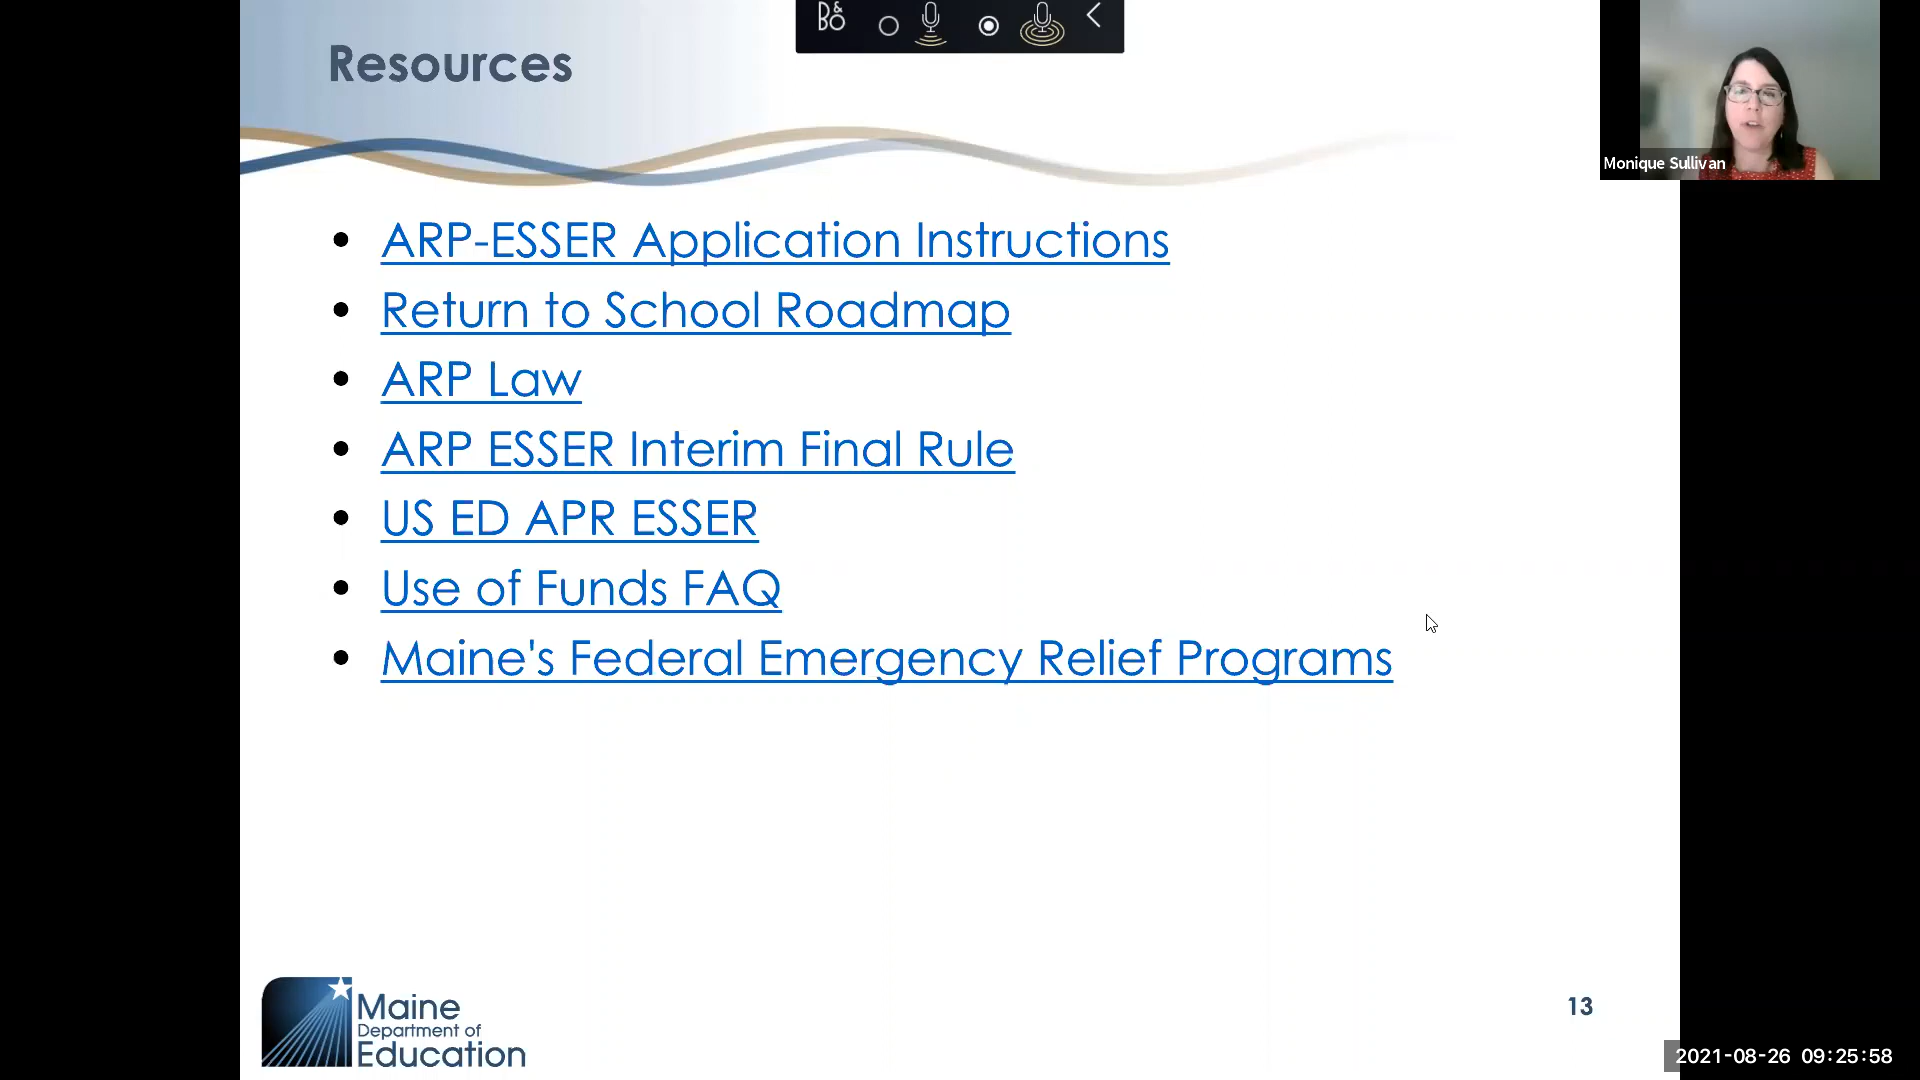 B&O
Resources
Monique Sullivan
• ARP-ESSER Application Instructions
• Return to School Roadmap
• ARP Law
• ARP ESSER Interim Final Rule
• US ED APR ESSER
• Use of Funds FAQ
• Maine's Federal Emergency Relief Programs
Maine
Department of
Education
13
2021-08-26 09:25:58